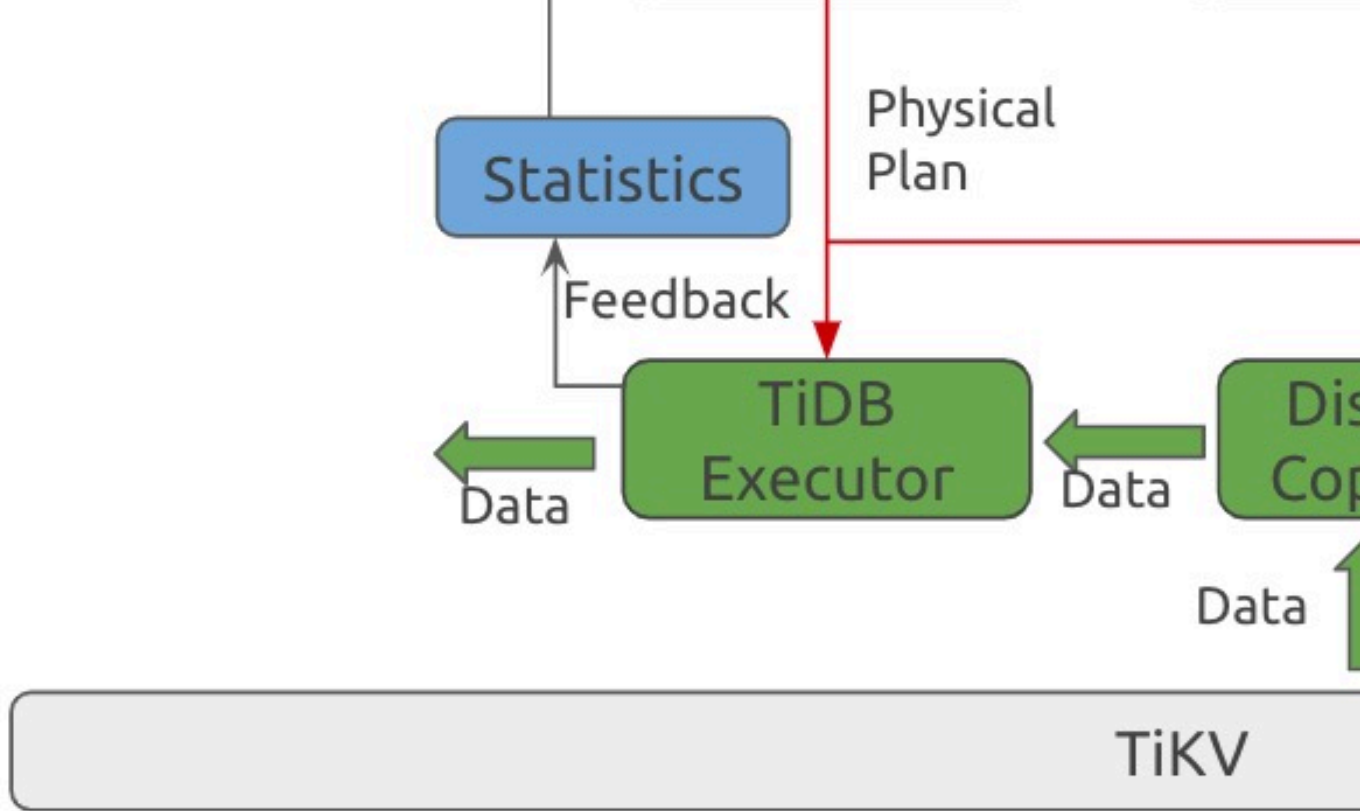 Physical
Plan
Statistics
Feedback
TiDB
Executor
Data
Data
Data
TiKV